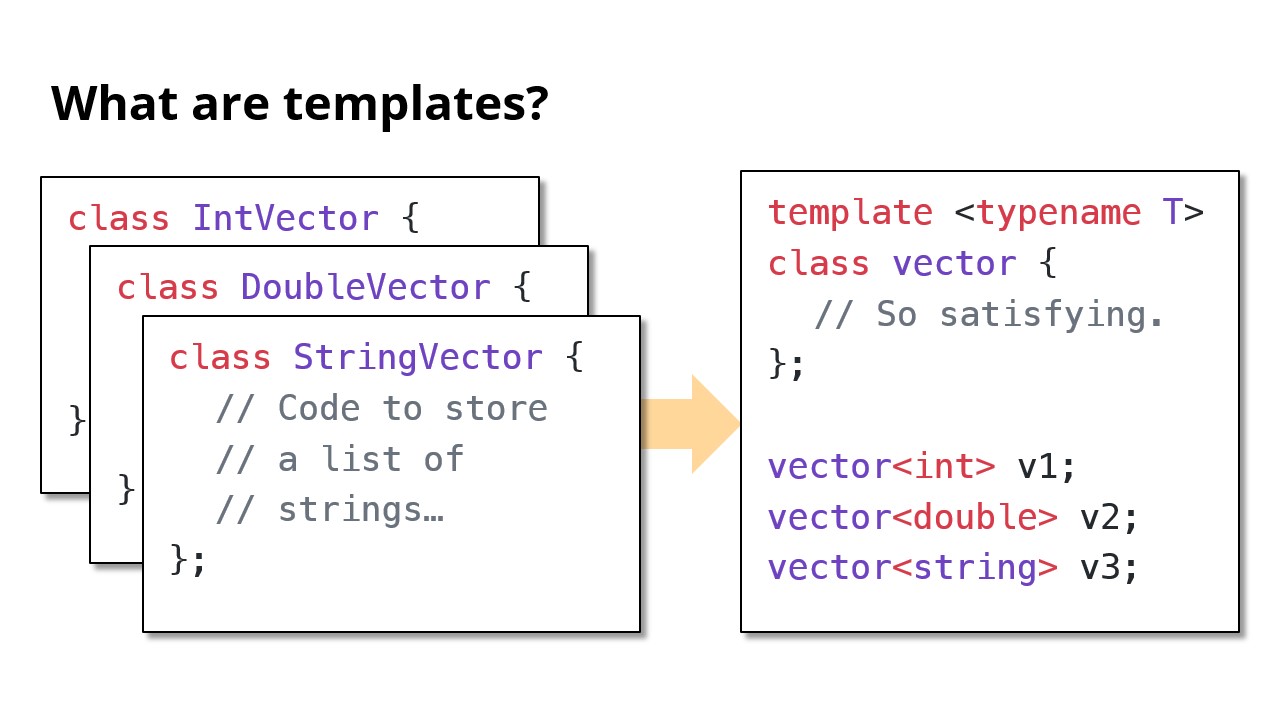 What are templates?
class IntVector {
}
class DoubleVector {
}
class StringVector {
// Code to store
// a list of
// strings…
};
template <typename T>
class vector {
// So satisfying.
};
vector<int> v1;
vector<double> v2;
vector<string> v3;